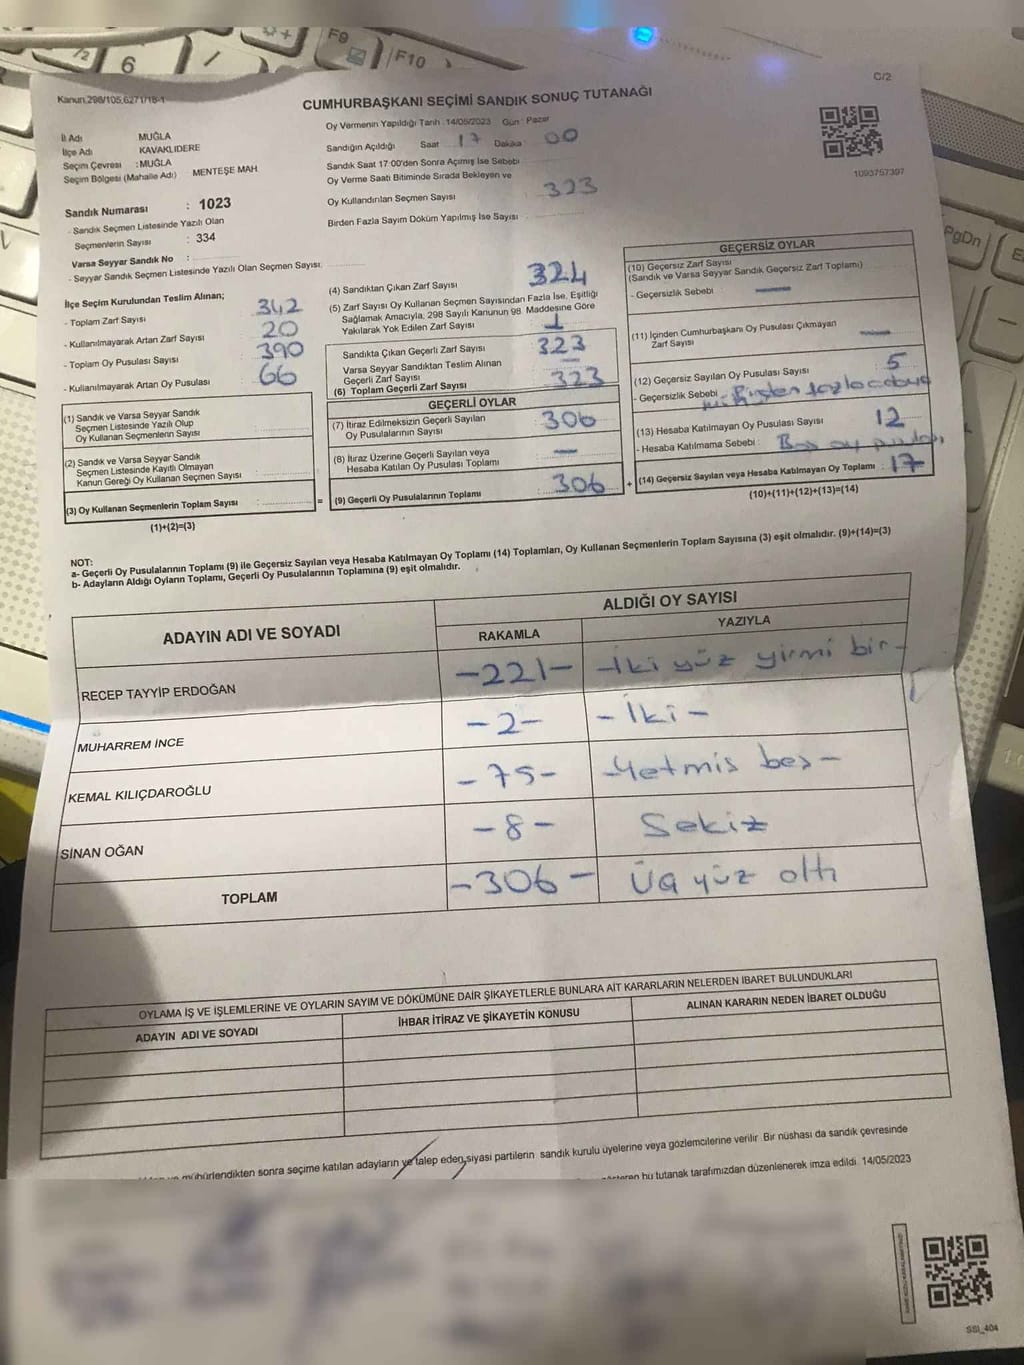 F9
F10
6
/
Kanun,298/105,6271/18-1
C/2
CUMHURBAŞKANI SEÇİMİ SANDIK SONUÇ TUTANAĞI
İl Adı MUĞLA
İlçe Adı KAVAKLIDERE
Seçim Çevresi : MUĞLA
Seçim Bölgesi (Mahalle Adı) MENTEŞE MAH
Sandık Numarası : 1023
- Sandık Seçmen Listesinde Yazılı Olan
Seçmenlerin Sayısı : 334
Varsa Seyyar Sandık No :
- Seyyar Sandık Seçmen Listesinde Yazılı Olan Seçmen Sayısı:
Oy Vermenin Yapıldığı Tarih 14/05/2023 Gün: Pazar
Sandığın Açıldığı Saat 17 Dakika 00
Sandık Saat 17:00'den Sonra Açılmış İse Sebebi
Oy Verme Saati Bitiminde Sırada Bekleyen ve
Oy Kullandırılan Seçmen Sayısı 323
Birden Fazla Sayım Döküm Yapılmış İse Sayısı
1093757397
İlçe Seçim Kurulundan Teslim Alınan;
- Toplam Zarf Sayısı 342
- Kullanılmayarak Artan Zarf Sayısı 20
- Toplam Oy Pusulası Sayısı 390
- Kullanılmayarak Artan Oy Pusulası 66
(1) Sandık ve Varsa Seyyar Sandık
Seçmen Listesinde Yazılı Olup
Oy Kullanan Seçmenlerin Sayısı
(2) Sandık ve Varsa Seyyar Sandık
Seçmen Listesinde Kayıtlı Olmayan
Kanun Gereği Oy Kullanan Seçmen Sayısı
(3) Oy Kullanan Seçmenlerin Toplam Sayısı =
(1)+(2)=(3)
(4) Sandıktan Çıkan Zarf Sayısı 324
(5) Zarf Sayısı Oy Kullanan Seçmen Sayısından Fazla İse, Eşitliği
Sağlamak Amacıyla, 298 Sayılı Kanunun 98. Maddesine Göre
Yakılarak Yok Edilen Zarf Sayısı 1
Sandıkta Çıkan Geçerli Zarf Sayısı 323
Varsa Seyyar Sandıktan Teslim Alınan
Geçerli Zarf Sayısı —
(6) Toplam Geçerli Zarf Sayısı 323
GEÇERLİ OYLAR
(7) İtiraz Edilmeksizin Geçerli Sayılan
Oy Pusulalarının Sayısı 306
(8) İtiraz Üzerine Geçerli Sayılan veya
Hesaba Katılan Oy Pusulası Toplamı —
(9) Geçerli Oy Pusulalarının Toplamı 306 +
GEÇERSİZ OYLAR
(10) Geçersiz Zarf Sayısı
(Sandık ve Varsa Seyyar Sandık Geçersiz Zarf Toplamı)
- Geçersizlik Sebebi —
(11) İçinden Cumhurbaşkanı Oy Pusulası Çıkmayan
Zarf Sayısı —
(12) Geçersiz Sayılan Oy Pusulası Sayısı 5
- Geçersizlik Sebebi Birden fazla
(13) Hesaba Katılmayan Oy Pusulası Sayısı 12
- Hesaba Katılmama Sebebi : Boş oy pusulası
(14) Geçersiz Sayılan veya Hesaba Katılmayan Oy Toplamı : 17
(10)+(11)+(12)+(13)=(14)
NOT:
a- Geçerli Oy Pusulalarının Toplamı (9) ile Geçersiz Sayılan veya Hesaba Katılmayan Oy Toplamı (14) Toplamları, Oy Kullanan Seçmenlerin Toplam Sayısına (3) eşit olmalıdır. (9)+(14)=(3)
b- Adayların Aldığı Oyların Toplamı, Geçerli Oy Pusulalarının Toplamına (9) eşit olmalıdır.
ADAYIN ADI VE SOYADI
ALDIĞI OY SAYISI
RAKAMLA YAZIYLA
RECEP TAYYİP ERDOĞAN -221- -İki yüz yirmi bir-
MUHARREM İNCE -2- -İki-
KEMAL KILIÇDAROĞLU -75- -Yetmis beş-
SİNAN OĞAN -8- Sekiz
TOPLAM -306- Üç yüz altı
OYLAMA İŞ VE İŞLEMLERİNE VE OYLARIN SAYIM VE DÖKÜMÜNE DAİR ŞİKAYETLERLE BUNLARA AİT KARARLARIN NELERDEN İBARET BULUNDUKLARI
ADAYIN ADI VE SOYADI İHBAR İTİRAZ VE ŞİKAYETİN KONUSU ALINAN KARARIN NEDEN İBARET OLDUĞU
mühürlendikten sonra seçime katılan adayların ve talep eden siyasi partilerin sandık kurulu üyelerine veya gözlemcilerine verilir. Bir nüshası da sandık çevresinde
bu tutanak tarafımızdan düzenlenerek imza edildi. 14/05/2023
SSI_404
PgDn